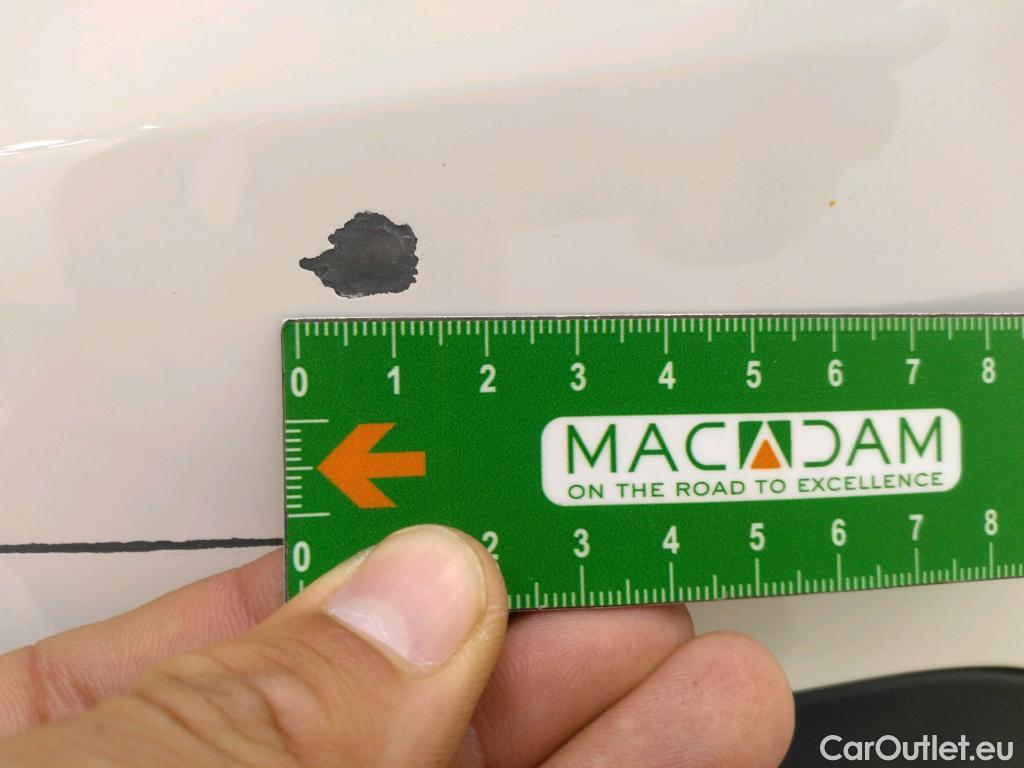 0 1 2 3 4 5 6 7 8
MACADAM
ON THE ROAD TO EXCELLENCE
0 2 3 4 5 6 7 8
CarOutlet.eu